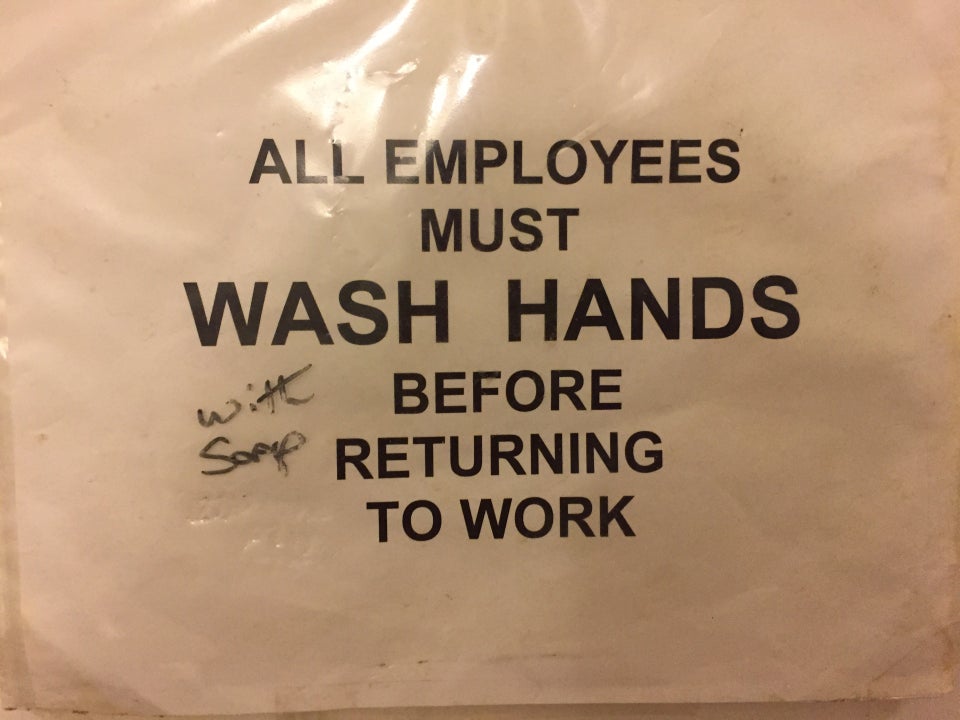 ALL EMPLOYEES
MUST
WASH HANDS
with
Soap
BEFORE
RETURNING
TO WORK